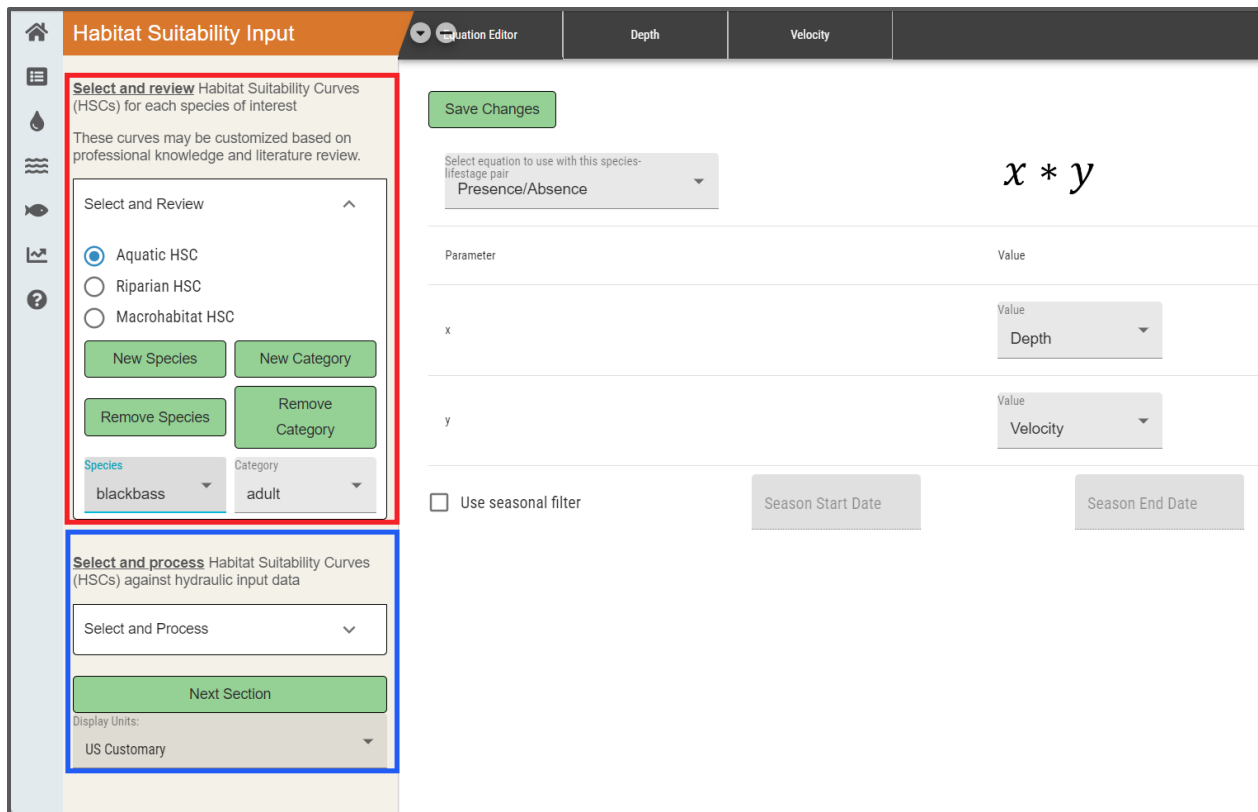 Habitat Suitability Input
Equation Editor
Depth
Velocity
Select and review Habitat Suitability Curves
(HSCs) for each species of interest
These curves may be customized based on
professional knowledge and literature review.
Select and Review
Aquatic HSC
Riparian HSC
Macrohabitat HSC
New Species
New Category
Remove Species
Remove
Category
Species
blackbass
Category
adult
Select and process Habitat Suitability Curves
(HSCs) against hydraulic input data
Select and Process
Next Section
Display Units:
US Customary
Save Changes
Select equation to use with this species-
lifestage pair
Presence/Absence
x * y
Parameter
Value
x
Value
Depth
y
Value
Velocity
Use seasonal filter
Season Start Date
Season End Date